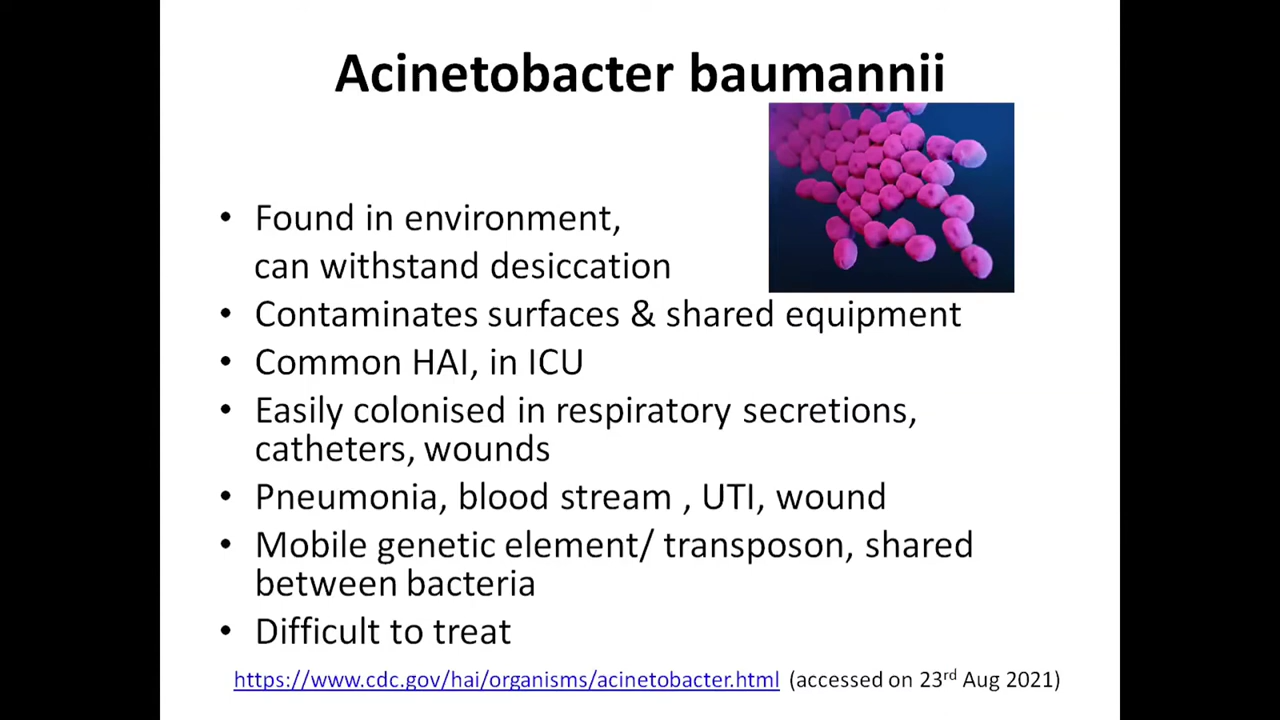 Acinetobacter baumannii
• Found in environment,
can withstand desiccation
• Contaminates surfaces & shared equipment
• Common HAI, in ICU
• Easily colonised in respiratory secretions,
catheters, wounds
• Pneumonia, blood stream , UTI, wound
• Mobile genetic element/ transposon, shared
between bacteria
• Difficult to treat
https://www.cdc.gov/hai/organisms/acinetobacter.html (accessed on 23rd Aug 2021)